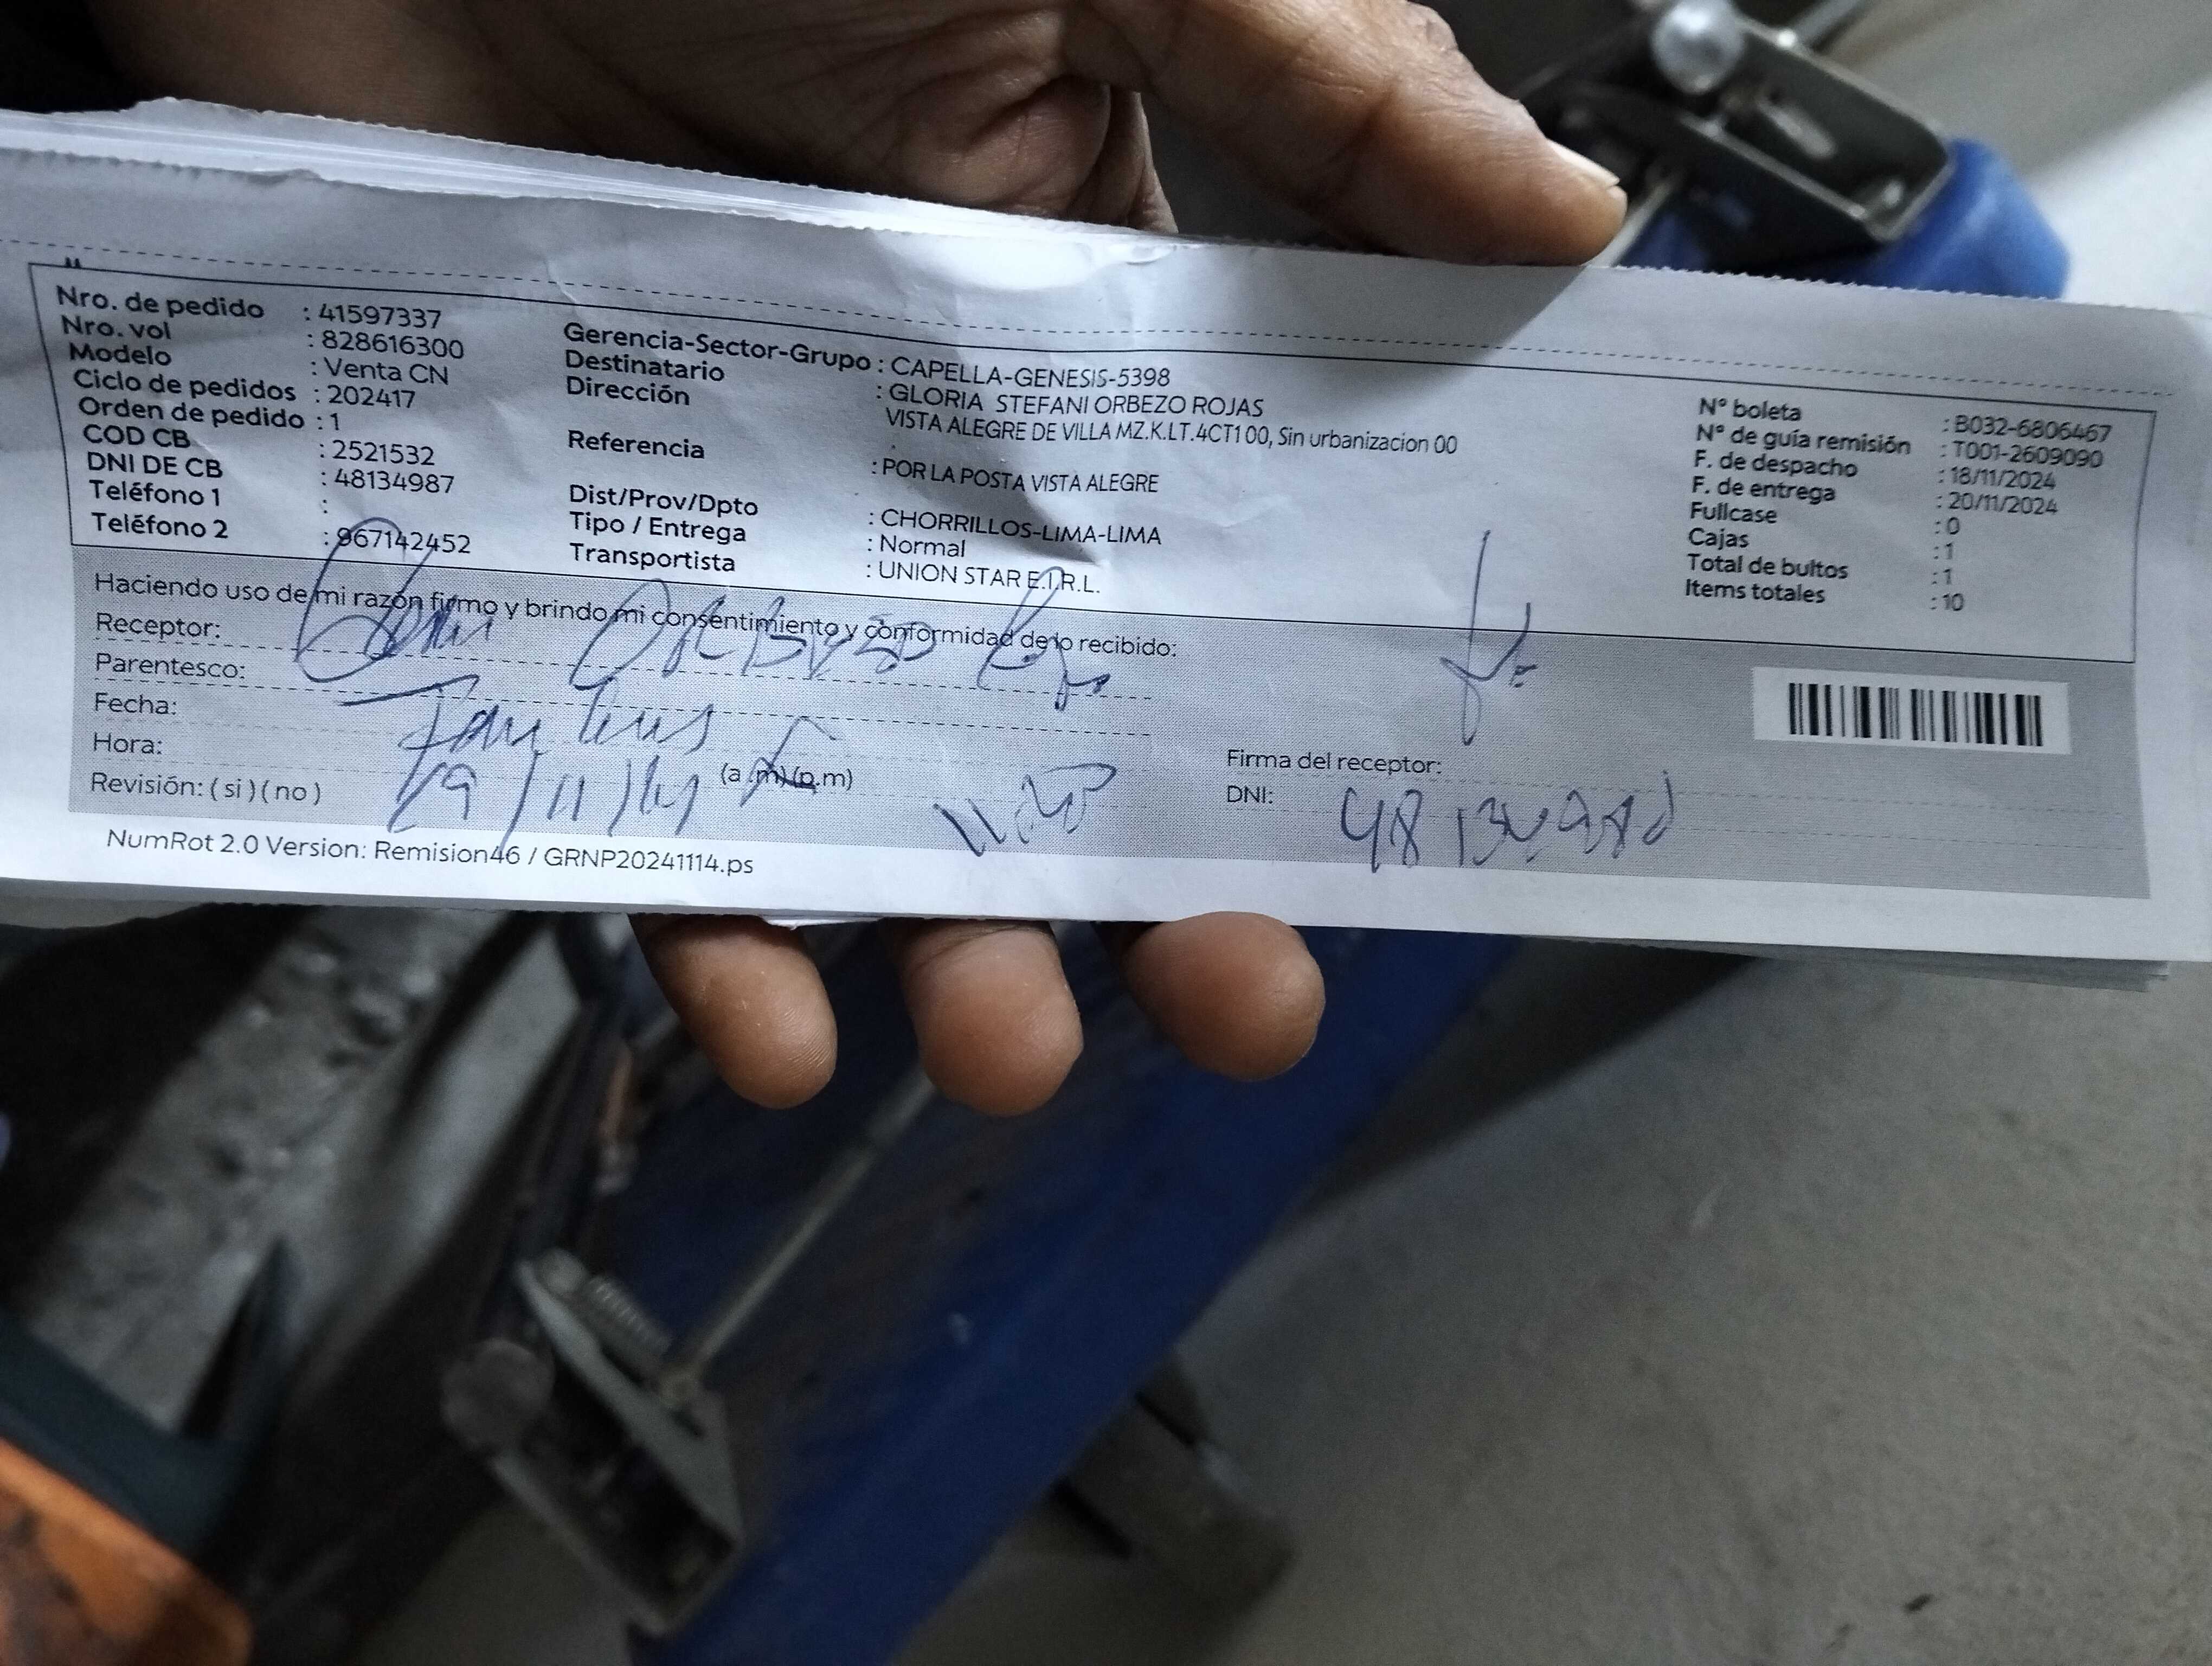 Nro. de pedido : 41597337
Nro. vol : 828616300
Modelo : Venta CN
Ciclo de pedidos : 202417
Orden de pedido : 1
COD CB : 2521532
DNI DE CB : 48134987
Teléfono 1 :
Teléfono 2 : 967142452
Gerencia-Sector-Grupo : CAPELLA-GENESIS-5398
Destinatario : GLORIA STEFANI ORBEZO ROJAS
Dirección VISTA ALEGRE DE VILLA MZ.K.LT.4CT1 00, Sin urbanizacion 00
:
Referencia : POR LA POSTA VISTA ALEGRE
Dist/Prov/Dpto : CHORRILLOS-LIMA-LIMA
Tipo / Entrega : Normal
Transportista : UNION STAR E.I.R.L.
N° boleta : B032-6806467
N° de guía remisión : T001-2609090
F. de despacho : 18/11/2024
F. de entrega : 20/11/2024
Fullcase : 0
Cajas : 1
Total de bultos : 1
Items totales : 10
Haciendo uso de mi razón firmo y brindo mi consentimiento y conformidad de lo recibido:
Receptor: ORBEZO
Parentesco:
Fecha:
Hora: (a.m) (p.m)
Revisión: ( si ) ( no )
Firma del receptor:
DNI:
NumRot 2.0 Version: Remision46 / GRNP20241114.ps